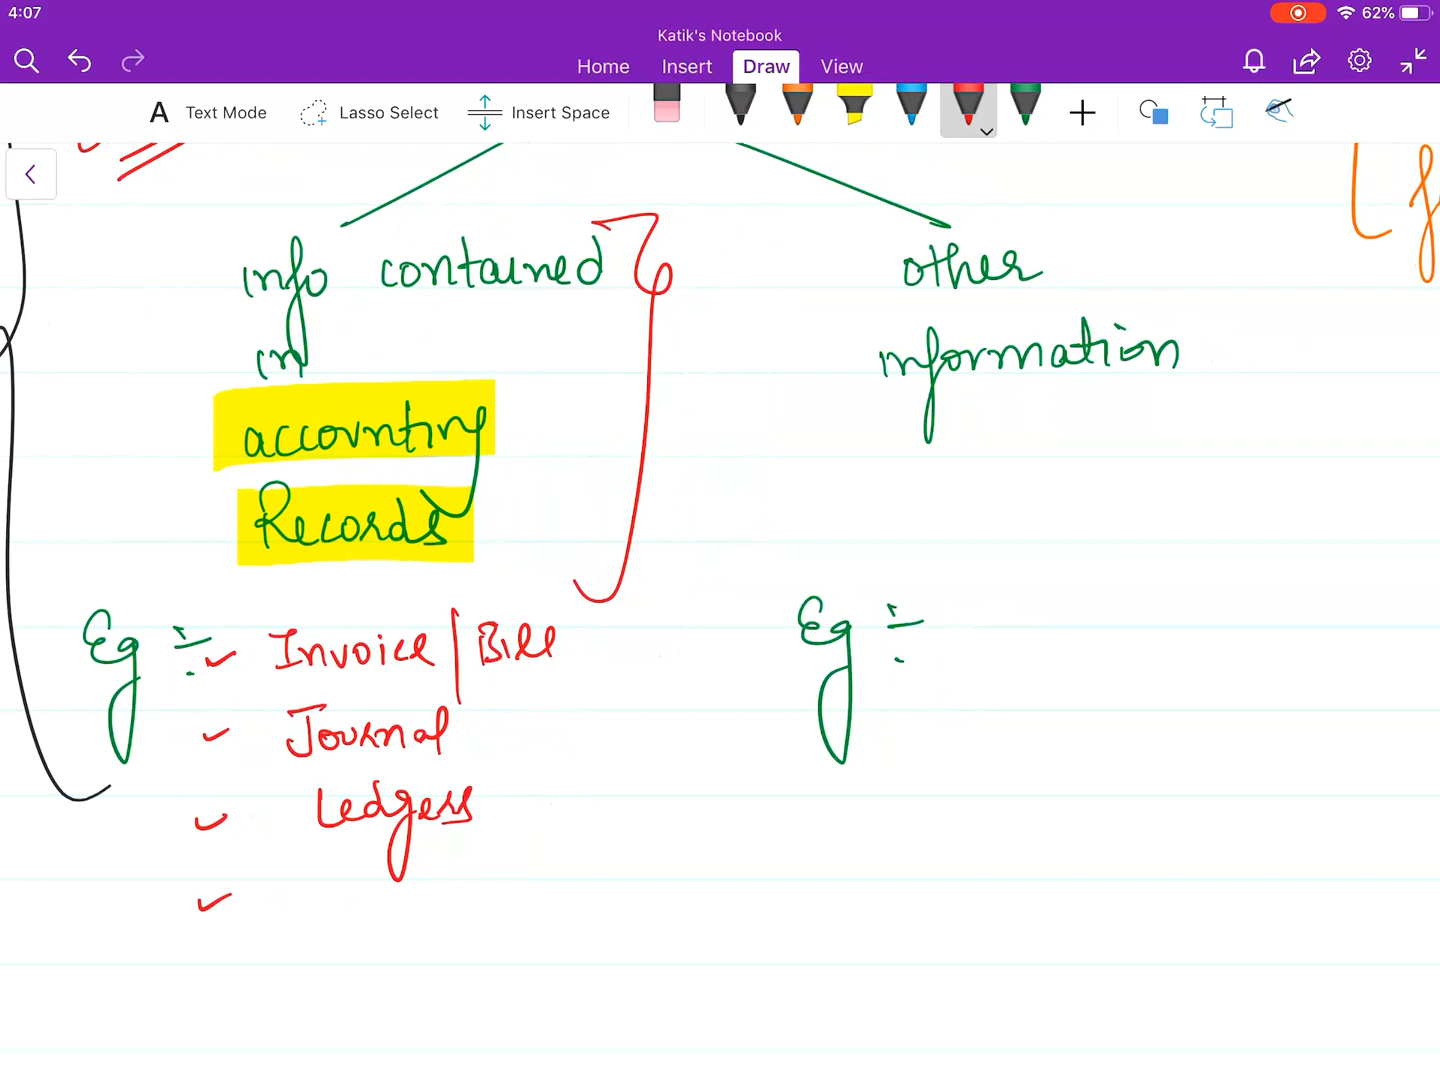 4:07
62%
Katik's Notebook
Home Insert Draw View
A Text Mode Lasso Select Insert Space
info contained
in
accounting
Records
other
information
Eg
Invoice | Bill
Journal
Ledgers
Eg